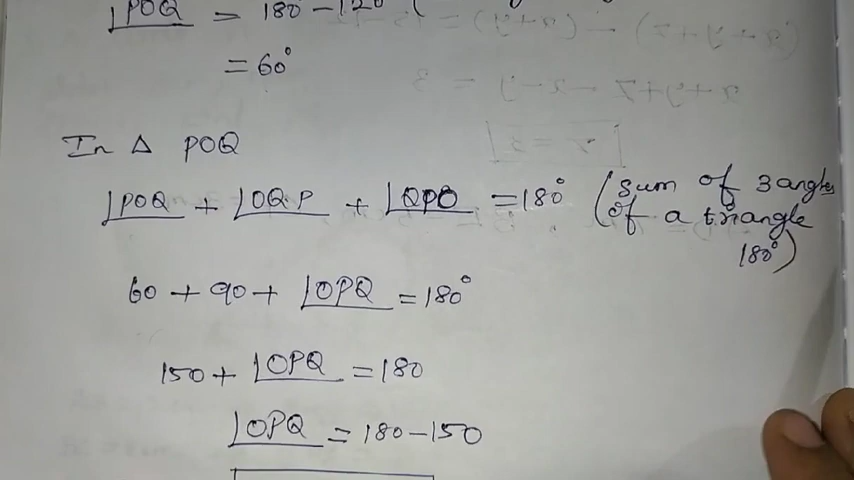 ∠POQ = 180° - 120° (
= 60°
In Δ POQ
∠POQ + ∠OQP + ∠QPO = 180° (sum of 3 angles
of a triangle
180°)
60 + 90 + ∠OPQ = 180°
150 + ∠OPQ = 180
∠OPQ = 180 - 150